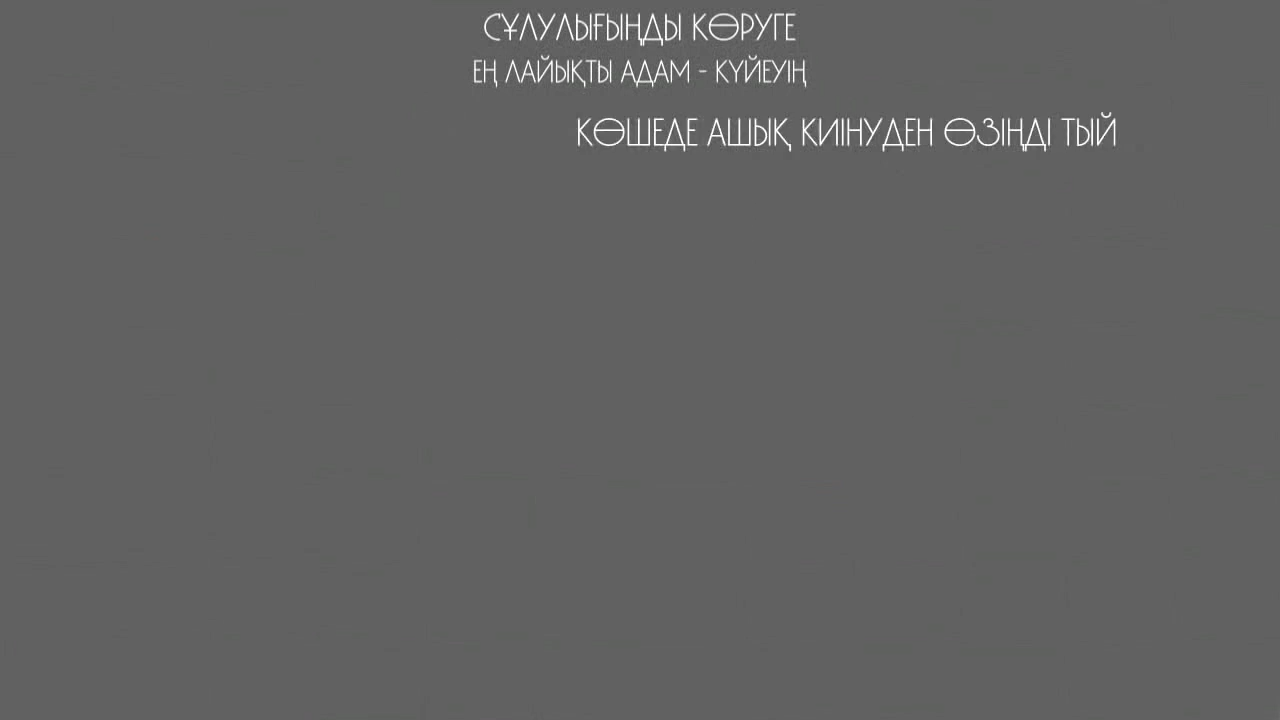 СҰЛУЛЫҒЫҢДЫ КӨРУГЕ
ЕҢ ЛАЙЫҚТЫ АДАМ - КҮЙЕУІҢ
КӨШЕДЕ АШЫҚ КИІНУДЕН ӨЗІҢДІ ТЫЙ